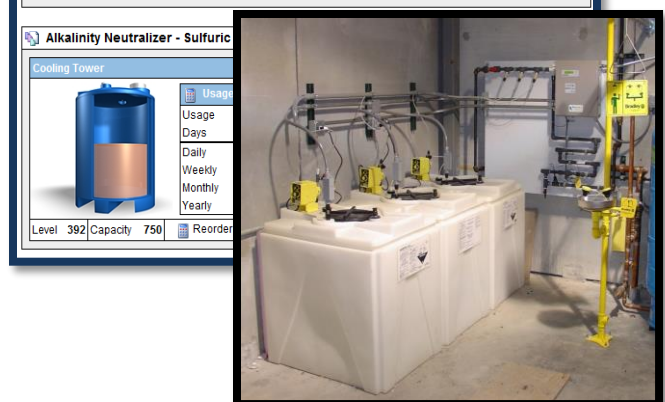 Alkalinity Neutralizer - Sulfuric
Cooling Tower
Usage
Usage
Days
Daily
Weekly
Monthly
Yearly
Level 392 Capacity 750 Reorder
Bradley